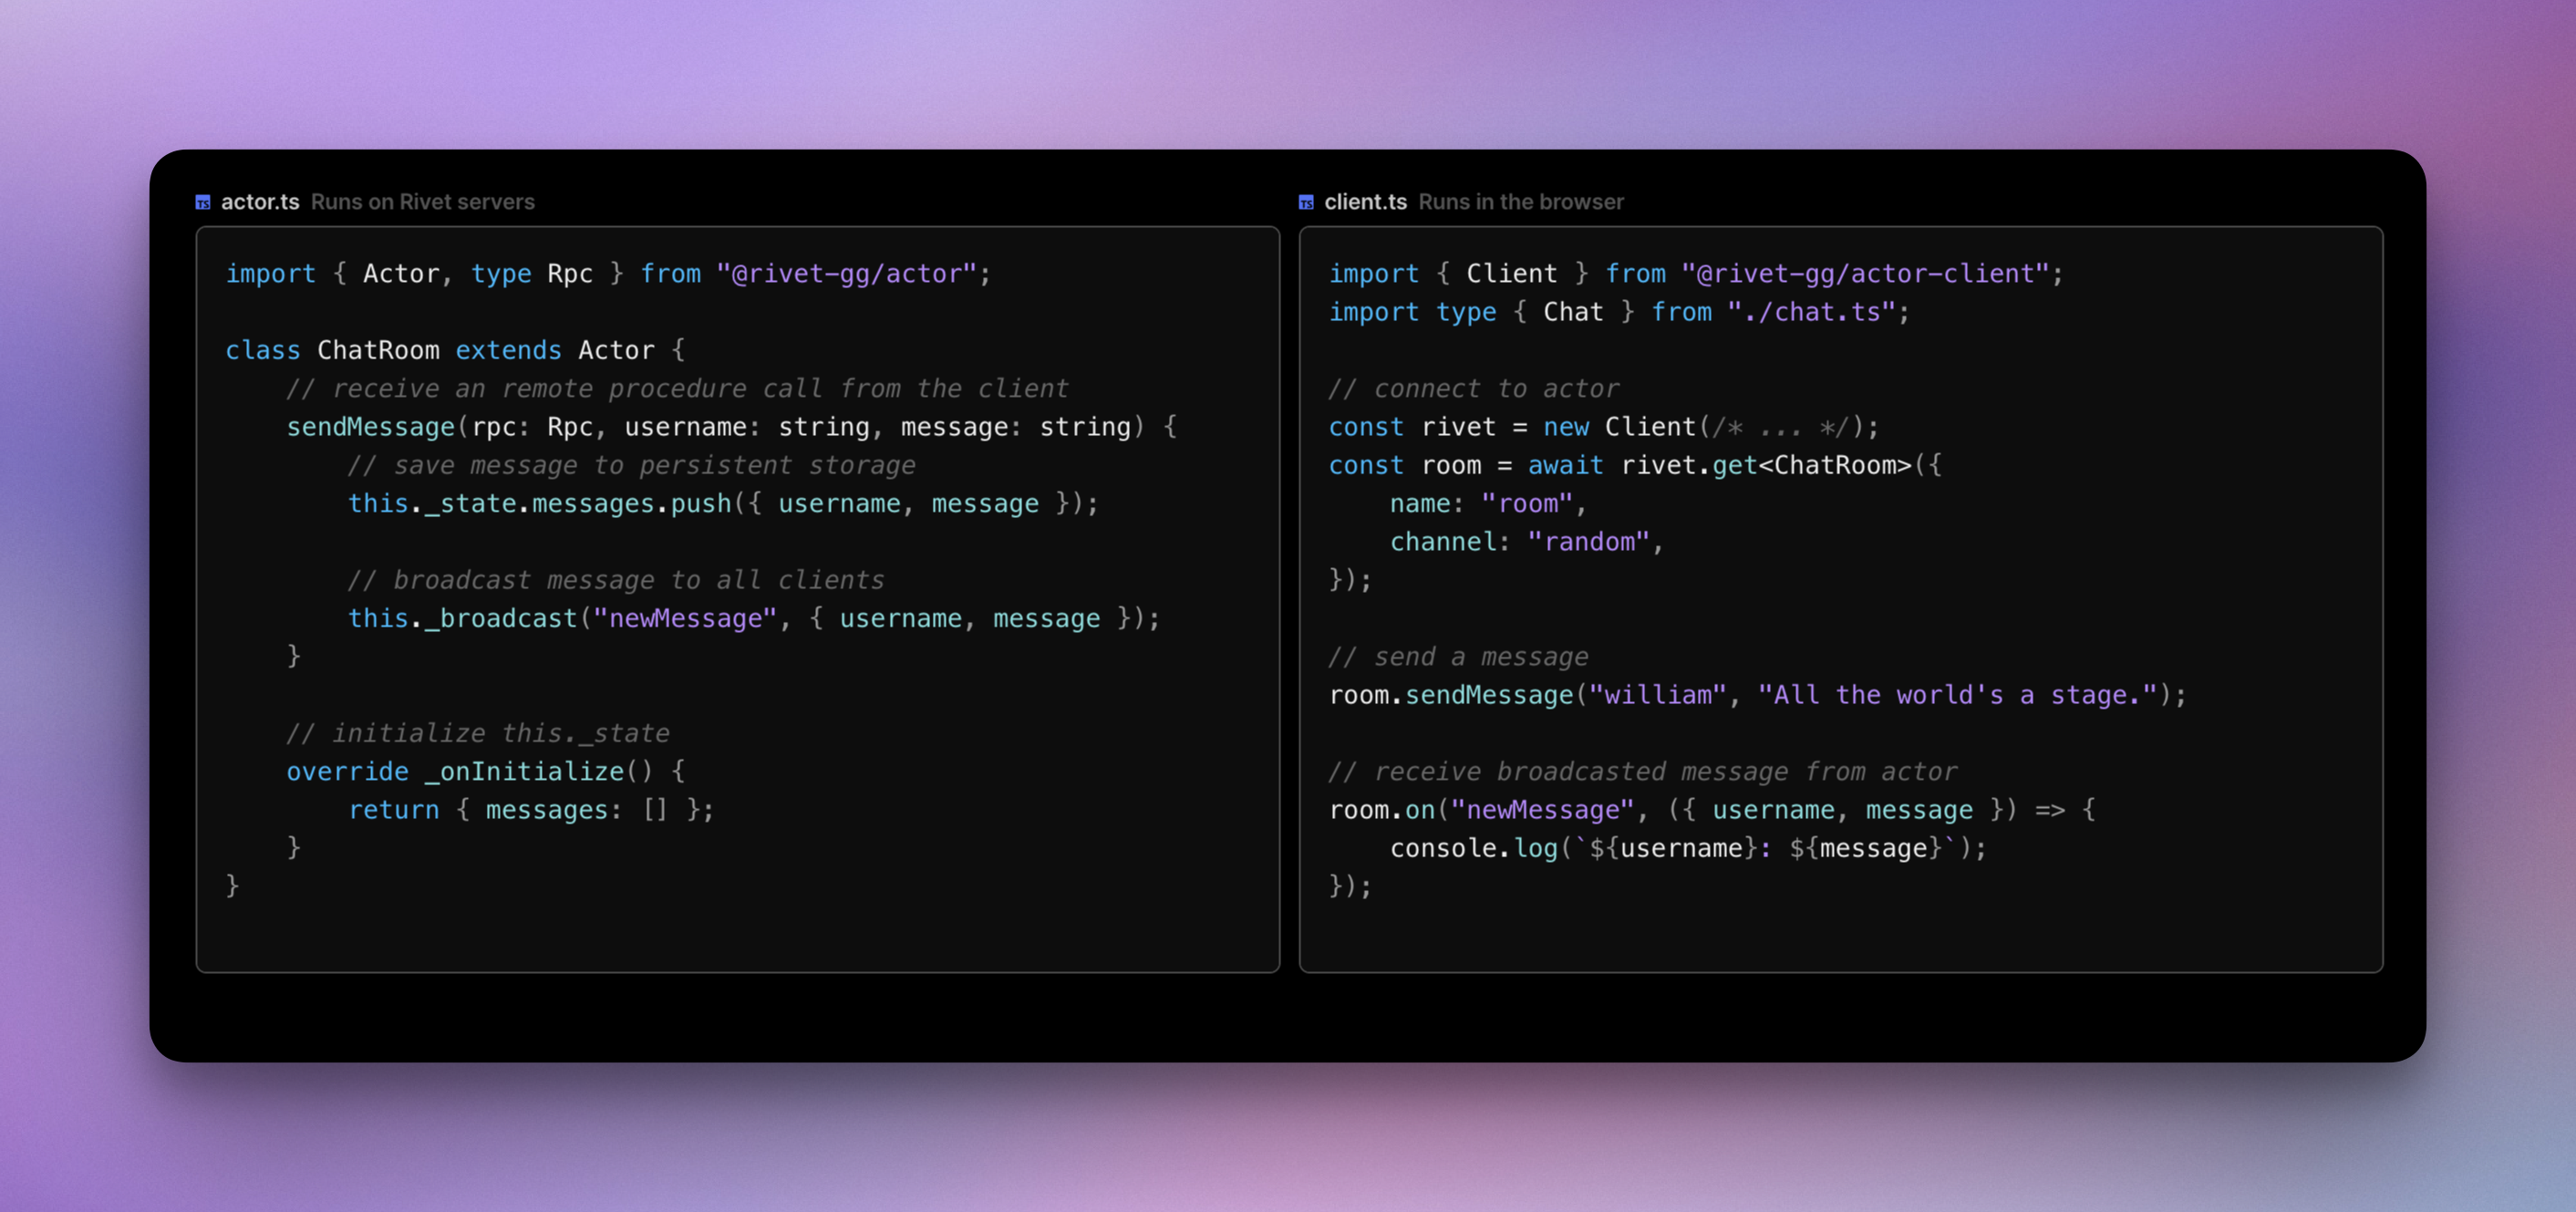 TS actor.ts Runs on Rivet servers
import { Actor, type Rpc } from "@rivet-gg/actor";
class ChatRoom extends Actor {
    // receive an remote procedure call from the client
    sendMessage(rpc: Rpc, username: string, message: string) {
        // save message to persistent storage
        this._state.messages.push({ username, message });
        // broadcast message to all clients
        this._broadcast("newMessage", { username, message });
    }
    // initialize this._state
    override _onInitialize() {
        return { messages: [] };
    }
}
TS client.ts Runs in the browser
import { Client } from "@rivet-gg/actor-client";
import type { Chat } from "./chat.ts";
// connect to actor
const rivet = new Client(/* ... */);
const room = await rivet.get<ChatRoom>({
    name: "room",
    channel: "random",
});
// send a message
room.sendMessage("william", "All the world's a stage.");
// receive broadcasted message from actor
room.on("newMessage", ({ username, message }) => {
    console.log(`${username}: ${message}`);
});